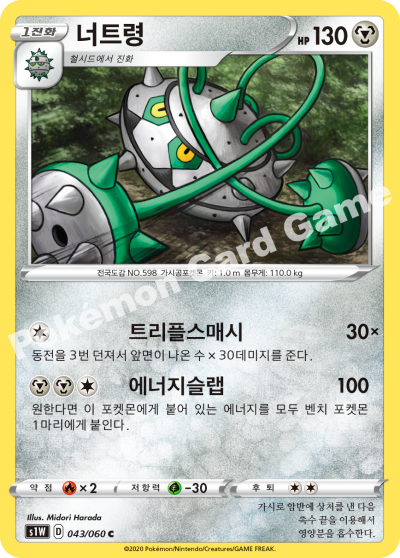 1진화 너트령 HP 130
철시드에서 진화
전국도감 NO.598 가시공포켓몬 키: 1.0 m 몸무게: 110.0 kg
Pokémon Card Game
트리플스매시 30×
동전을 3번 던져서 앞면이 나온 수 × 30데미지를 준다.
에너지슬랩 100
원한다면 이 포켓몬에게 붙어 있는 에너지를 모두 벤치 포켓몬
1마리에게 붙인다.
약점 × 2 저항력 -30 후퇴
Illus. Midori Harada
s1W D 043/060 C
가시로 암반에 상처를 낸 다음
촉수 끝을 이용해서
영양분을 흡수한다.
©2020 Pokémon/Nintendo/Creatures/GAME FREAK.